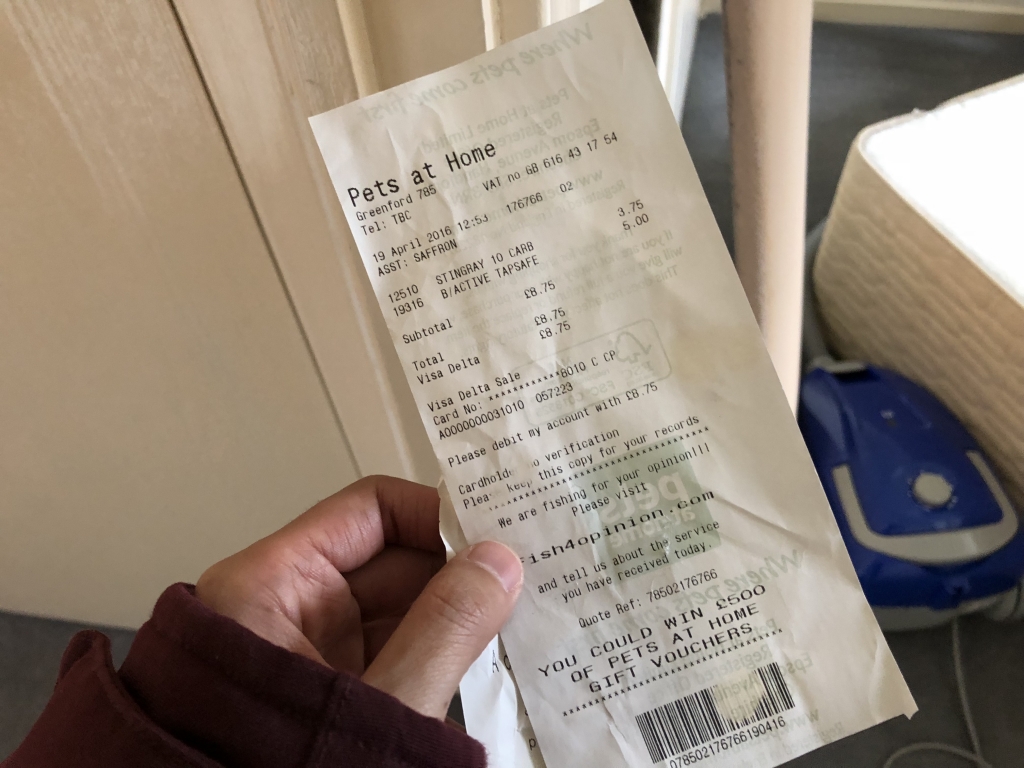 Pets at Home
Greenford 785 VAT no GB 616 43 17 54
Tel: TBC
19 April 2016 12:53 176766 02
ASST: SAFFRON
12510 STINGRAY 10 CARB 3.75
19316 B/ACTIVE TAPSAFE 5.00
Subtotal £8.75
Total £8.75
Visa Delta £8.75
Visa Delta Sale
Card No: ************8010 C CP
A0000000031010 057223
Please debit my account with £8.75
verification
keep this copy for your records
We are fishing for your opinion!!!
Please visit
fish4opinion.com
and tell us about the service
you have received today.
Quote Ref: 78502176766
YOU COULD WIN £500
OF PETS AT HOME
GIFT VOUCHERS
07850217676619​0416